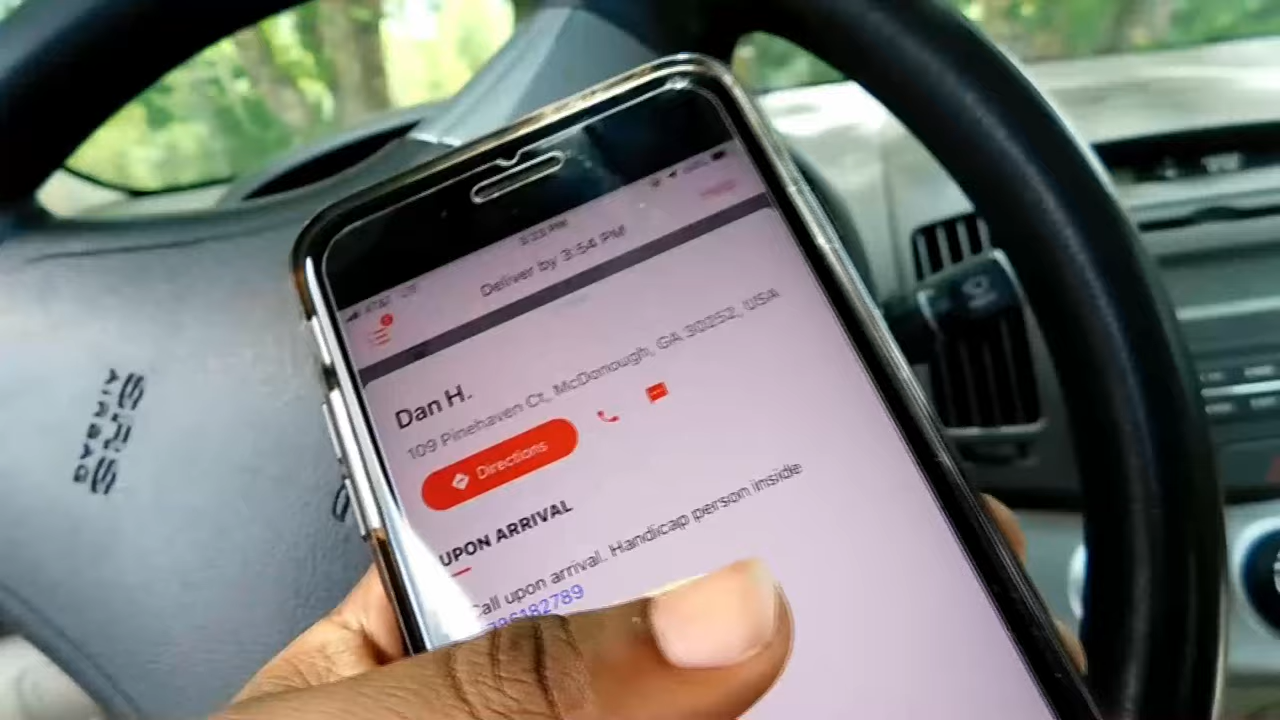 3:23 PM
Deliver by 3:54 PM
Dan H.
109 Pinehaven Ct, McDonough, GA 30252, USA
Directions
UPON ARRIVAL
Call upon arrival. Handicap person inside
SRS
AIRBAG